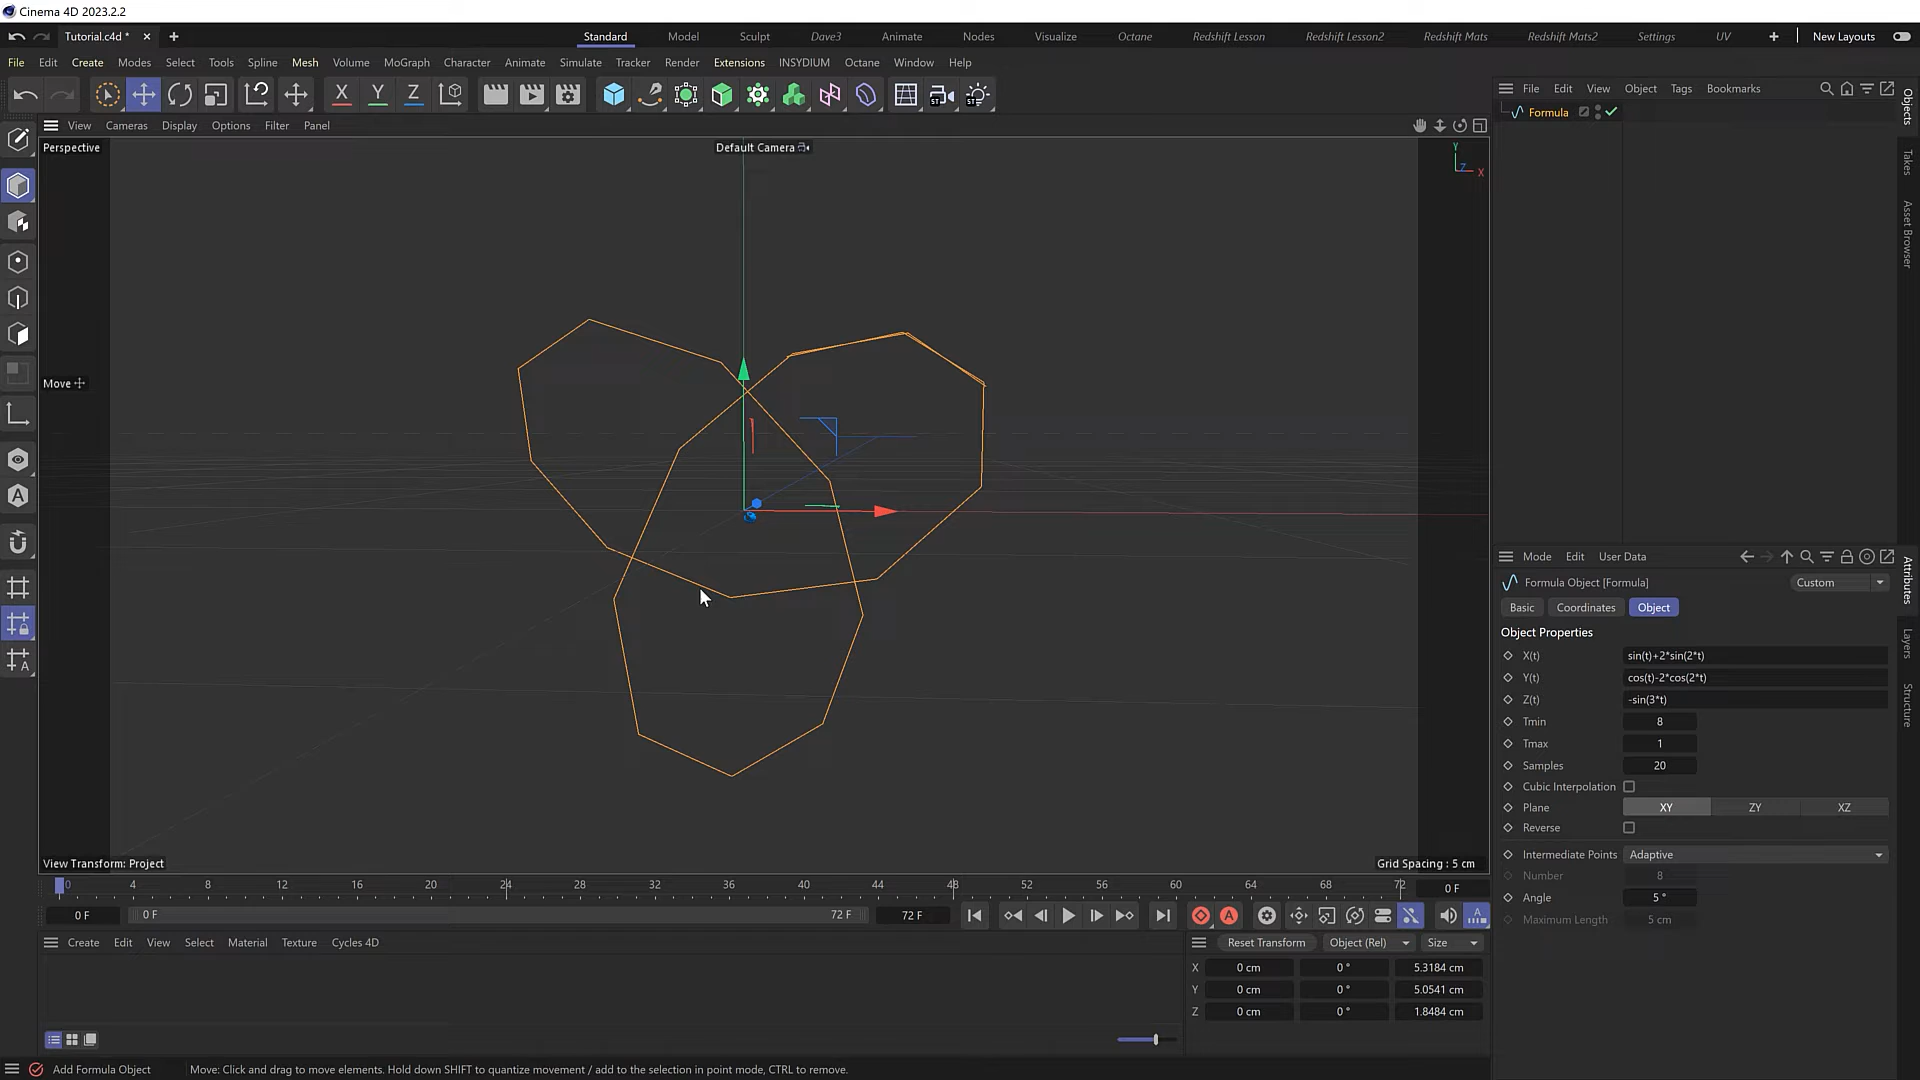 Cinema 4D 2023.2.2
Tutorial.c4d *
Standard Model Sculpt Dave3 Animate Nodes Visualize Octane Redshift Lesson Redshift Lesson2 Redshift Mats Redshift Mats2 Settings UV New Layouts
File Edit Create Modes Select Tools Spline Mesh Volume MoGraph Character Animate Simulate Tracker Render Extensions INSYDIUM Octane Window Help
X Y Z
ST ST ST
File Edit View Object Tags Bookmarks
Formula
Objects
Takes
Asset Browser
View Cameras Display Options Filter Panel
Perspective
Default Camera
Y
Z
X
Move
View Transform: Project
Grid Spacing : 5 cm
Mode Edit User Data
Formula Object [Formula]
Custom
Basic Coordinates Object
Object Properties
X(t) sin(t)+2*sin(2*t)
Y(t) cos(t)-2*cos(2*t)
Z(t) -sin(3*t)
Tmin 8
Tmax 1
Samples 20
Cubic Interpolation
Plane XY ZY XZ
Reverse
Intermediate Points Adaptive
Number 8
Angle 5 °
Maximum Length 5 cm
Attributes
Layers
Structure
0 4 8 12 16 20 24 28 32 36 40 44 48 52 56 60 64 68 72 0 F
0 F 0 F 72 F 72 F
Create Edit View Select Material Texture Cycles 4D
Reset Transform Object (Rel) Size
X 0 cm 0 ° 5.3184 cm
Y 0 cm 0 ° 5.0541 cm
Z 0 cm 0 ° 1.8484 cm
Add Formula Object Move: Click and drag to move elements. Hold down SHIFT to quantize movement / add to the selection in point mode, CTRL to remove.